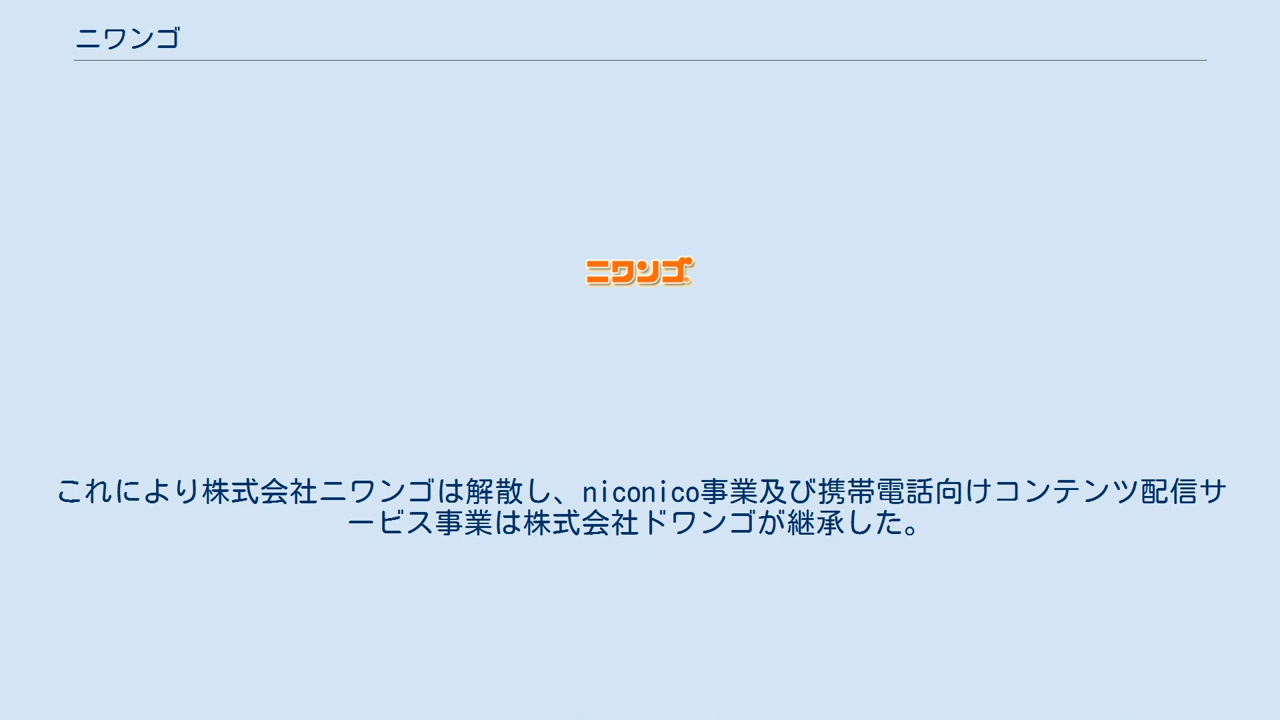 ニワンゴ
ニワンゴ
これにより株式会社ニワンゴは解散し、niconico事業及び携帯電話向けコンテンツ配信サ
ービス事業は株式会社ドワンゴが継承した。